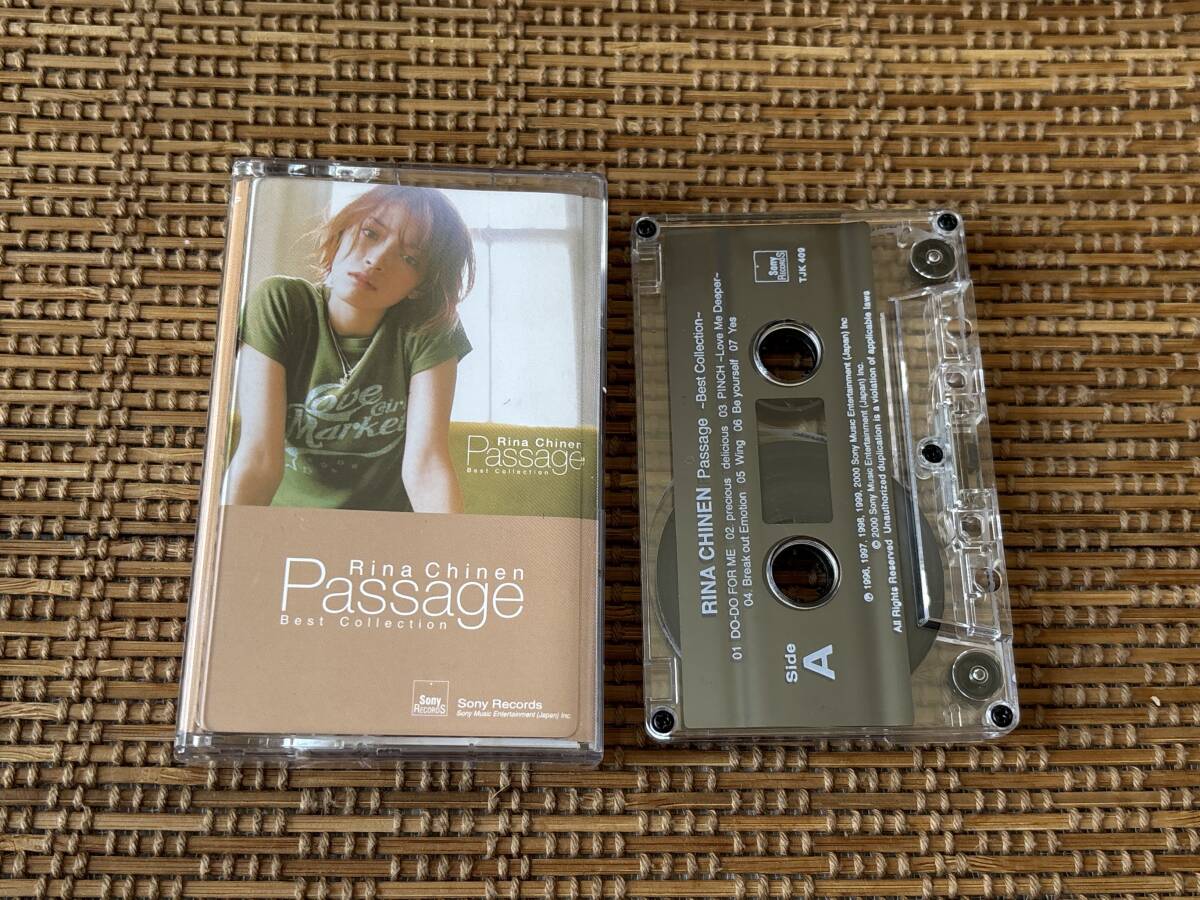 Love
Girl
Market
Rina Chinen
Passage
Best Collection
Rina Chinen
Passage
Best Collection
Sony
RECORDS
Sony Records
Sony Music Entertainment (Japan) Inc
Sony
RECORDS
TJK 409
RINA CHINEN Passage ~Best Collection~
01 DO-DO FOR ME 02. precious delicious 03 PINCH ~Love Me Deeper~
04. Break out Emotion 05 Wing 06 Be yourself 07 Yes
Side
A
℗ 1996, 1997, 1998, 1999, 2000 Sony Music Entertainment (Japan) Inc
© 2000 Sony Music Entertainment (Japan) Inc.
All Rights Reserved Unauthorized duplication is a violation of applicable laws